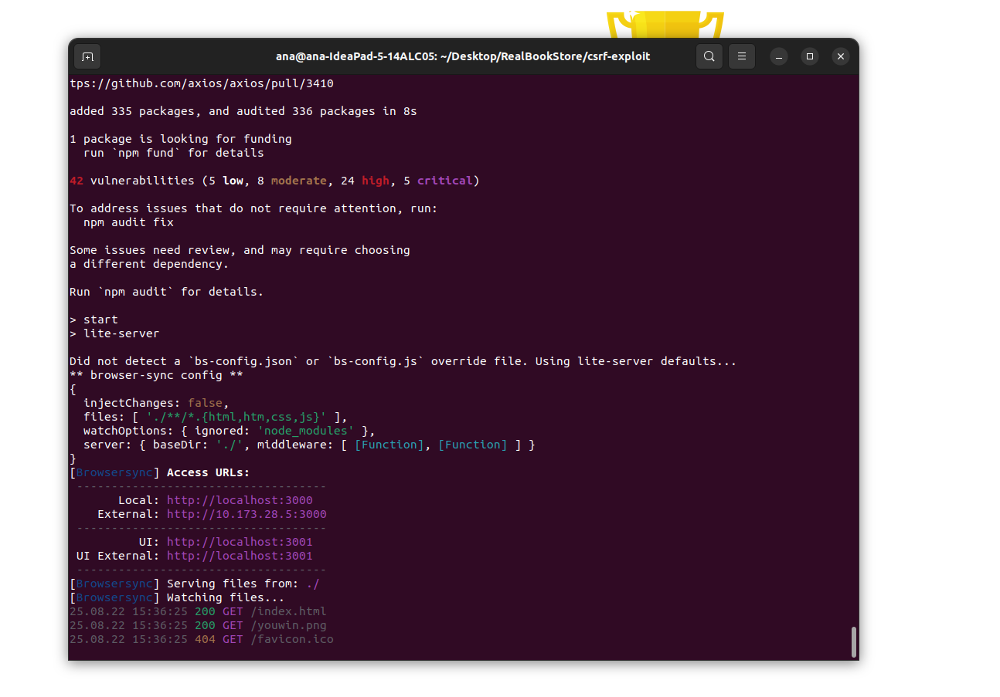 ana@ana-IdeaPad-5-14ALC05: ~/Desktop/RealBookStore/csrf-exploit
tps://github.com/axios/axios/pull/3410
added 335 packages, and audited 336 packages in 8s
1 package is looking for funding
  run `npm fund` for details
42 vulnerabilities (5 low, 8 moderate, 24 high, 5 critical)
To address issues that do not require attention, run:
  npm audit fix
Some issues need review, and may require choosing
a different dependency.
Run `npm audit` for details.
> start
> lite-server
Did not detect a `bs-config.json` or `bs-config.js` override file. Using lite-server defaults...
** browser-sync config **
{
  injectChanges: false,
  files: [ './**/*.{html,htm,css,js}' ],
  watchOptions: { ignored: 'node_modules' },
  server: { baseDir: './', middleware: [ [Function], [Function] ] }
}
[Browsersync] Access URLs:
 ------------------------------------
       Local: http://localhost:3000
    External: http://10.173.28.5:3000
 ------------------------------------
          UI: http://localhost:3001
 UI External: http://localhost:3001
 ------------------------------------
[Browsersync] Serving files from: ./
[Browsersync] Watching files...
25.08.22 15:36:25 200 GET /index.html
25.08.22 15:36:25 200 GET /youwin.png
25.08.22 15:36:25 404 GET /favicon.ico